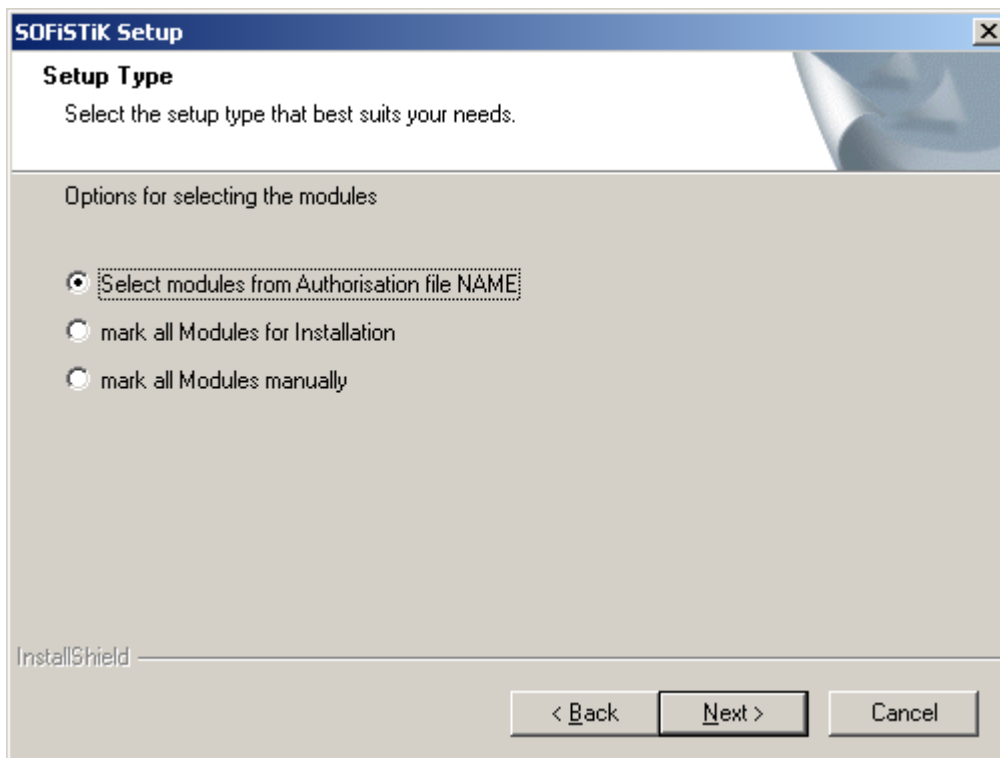 SOFiSTiK Setup
Setup Type
Select the setup type that best suits your needs.
Options for selecting the modules
Select modules from Authorisation file NAME
mark all Modules for Installation
mark all Modules manually
InstallShield
< Back Next > Cancel